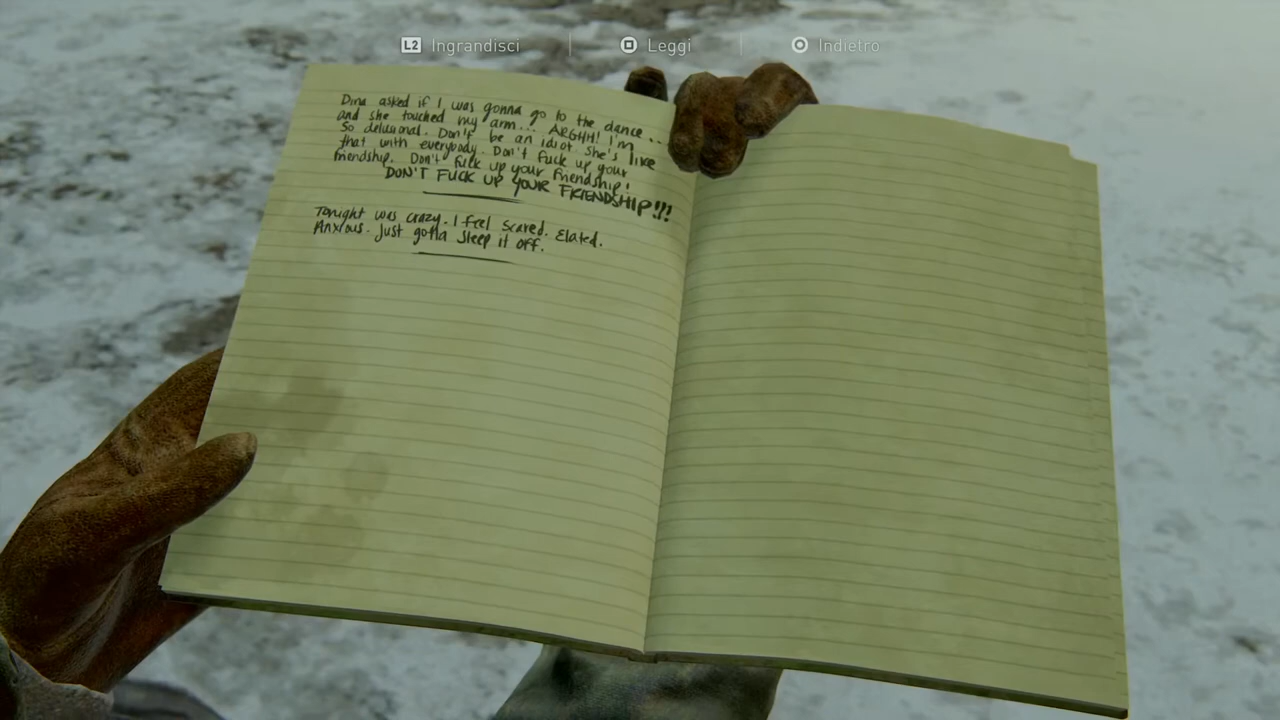 L2 Ingrandisci Leggi Indietro
Dina asked if I was gonna go to the dance...
and she touched my arm... ARGHH! I'm
so delusional. Don't be an idiot. She's like
that with everybody. Don't fuck up your
friendship. Don't fuck up your friendship!
DON'T FUCK UP YOUR FRIENDSHIP!!!
Tonight was crazy. I feel scared. Elated.
Anxious. Just gotta sleep it off.